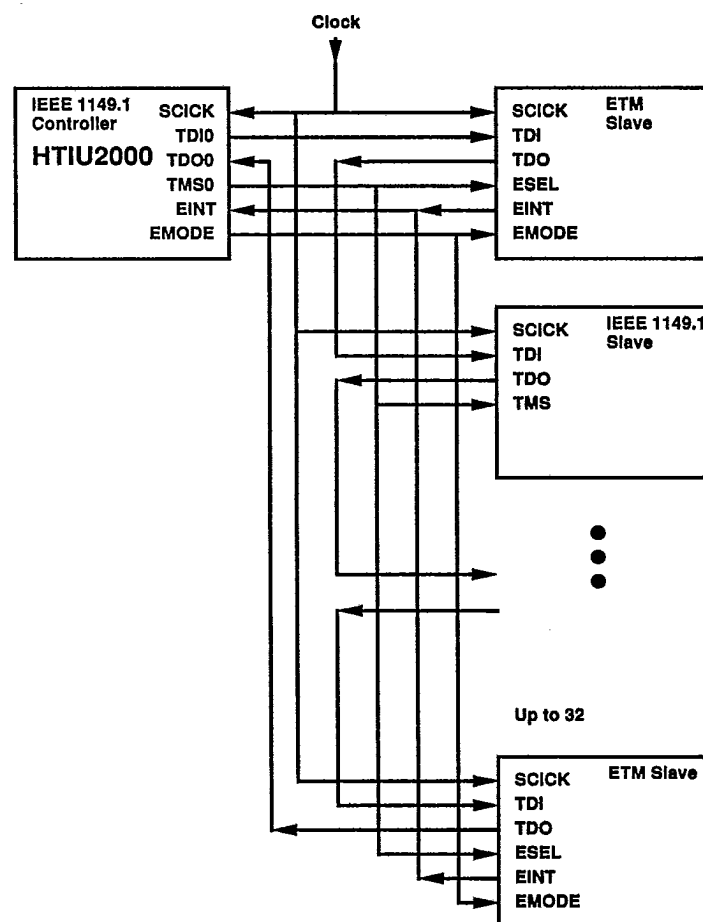 Clock
IEEE 1149.1
Controller
HTIU2000
SCICK
TDI0
TDO0
TMS0
EINT
EMODE
SCICK
TDI
TDO
ESEL
EINT
EMODE
ETM
Slave
SCICK
TDI
TDO
TMS
IEEE 1149.1
Slave
Up to 32
SCICK
TDI
TDO
ESEL
EINT
EMODE
ETM Slave